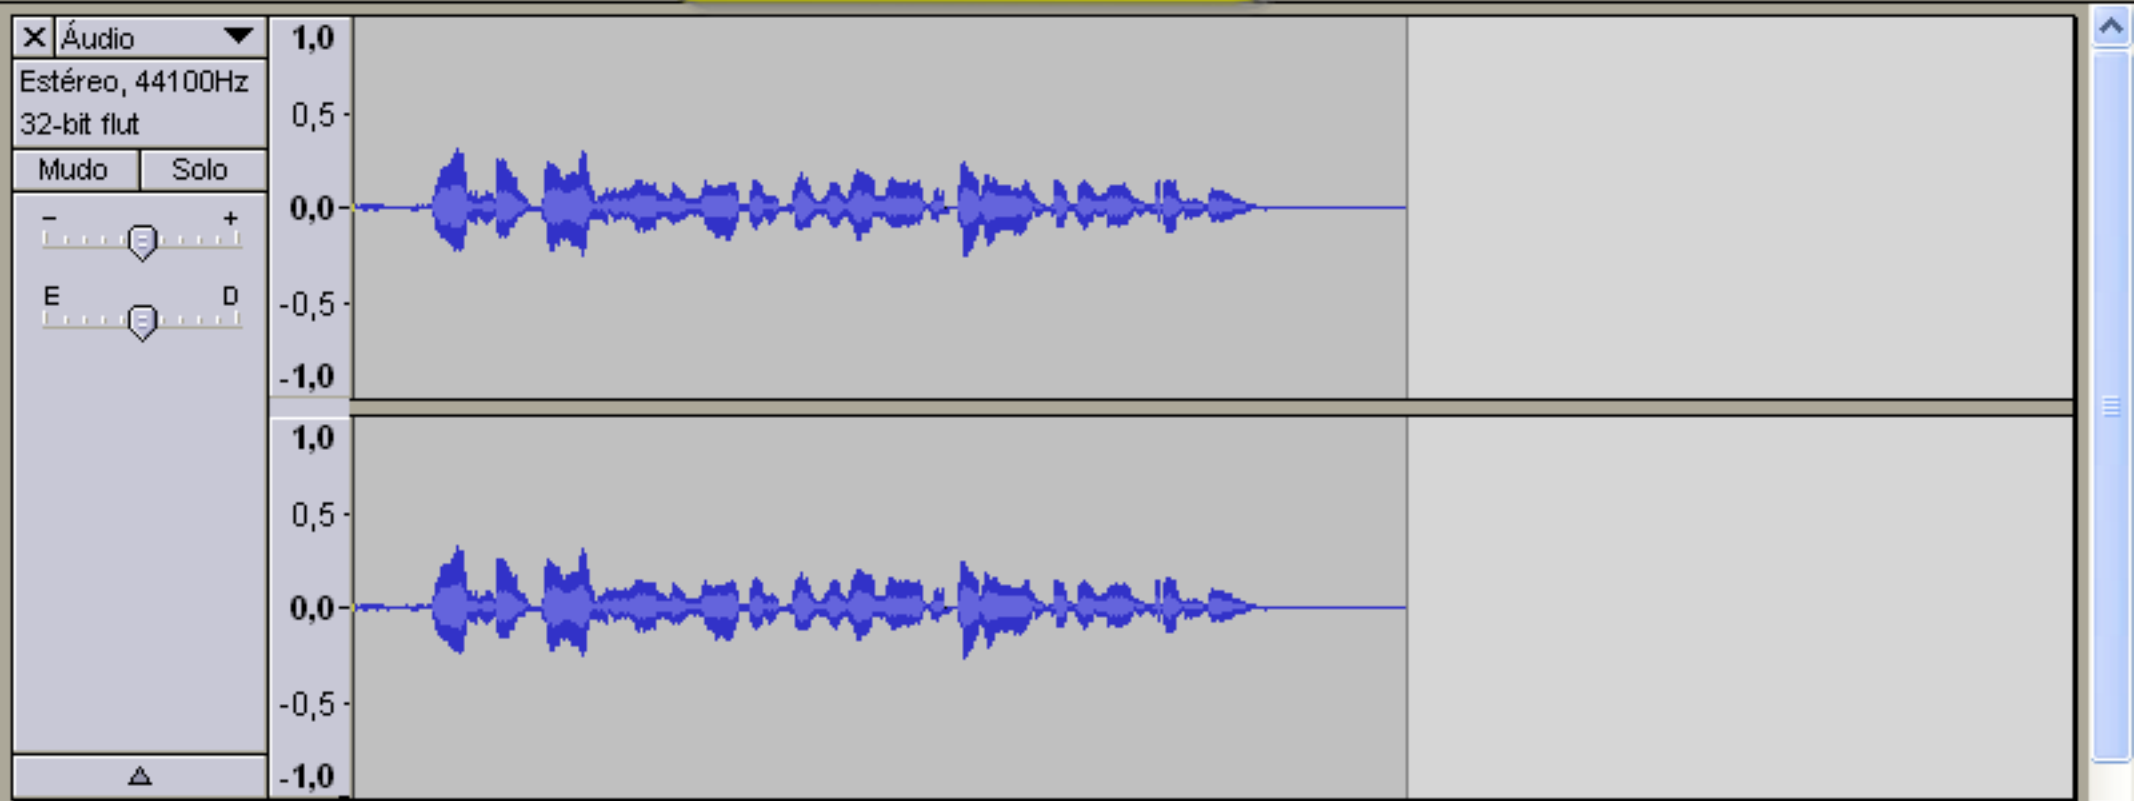 X Áudio
Estéreo, 44100Hz
32-bit flut
Mudo Solo
- +
E D
1,0
0,5
0,0
-0,5
-1,0
1,0
0,5
0,0
-0,5
-1,0